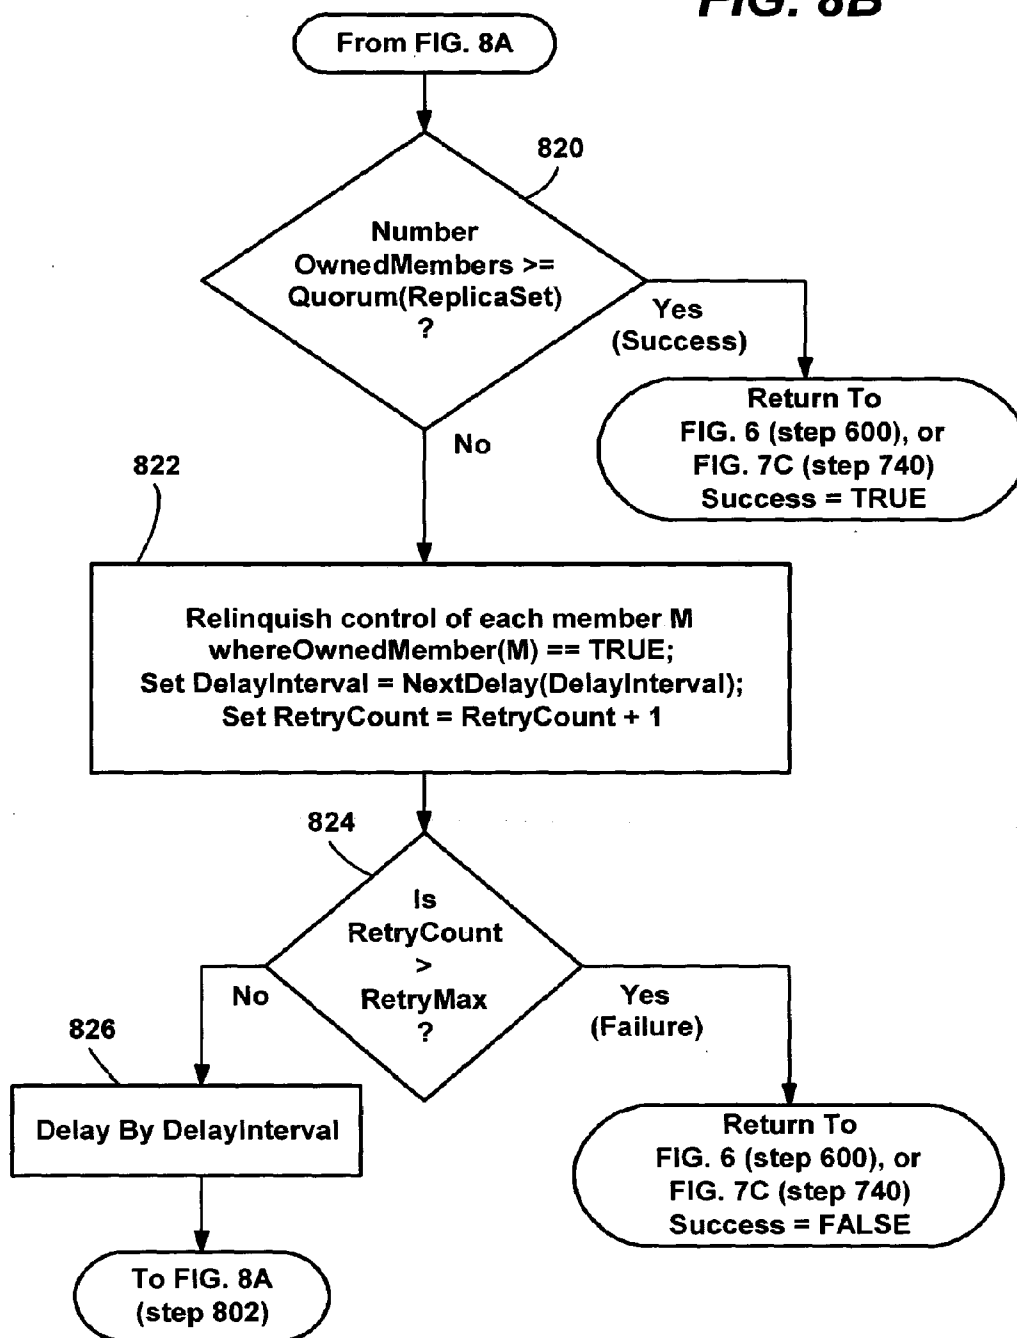 FIG. 8B
From FIG. 8A
820
Number
OwnedMembers >=
Quorum(ReplicaSet)
?
Yes
(Success)
Return To
FIG. 6 (step 600), or
FIG. 7C (step 740)
Success = TRUE
No
822
Relinquish control of each member M
whereOwnedMember(M) == TRUE;
Set DelayInterval = NextDelay(DelayInterval);
Set RetryCount = RetryCount + 1
824
Is
RetryCount
>
RetryMax
?
No
Yes
(Failure)
826
Delay By DelayInterval
Return To
FIG. 6 (step 600), or
FIG. 7C (step 740)
Success = FALSE
To FIG. 8A
(step 802)